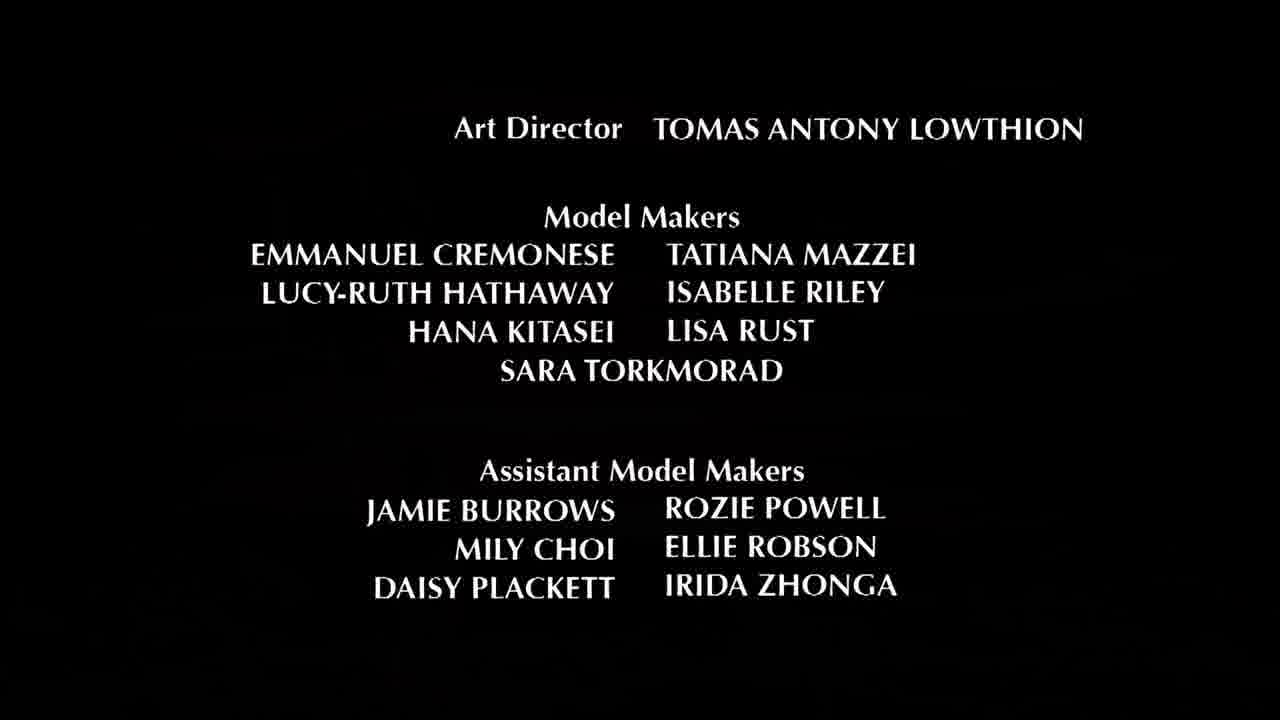 Art Director TOMAS ANTONY LOWTHION
Model Makers
EMMANUEL CREMONESE TATIANA MAZZEI
LUCY-RUTH HATHAWAY ISABELLE RILEY
HANA KITASEI LISA RUST
SARA TORKMORAD
Assistant Model Makers
JAMIE BURROWS ROZIE POWELL
MILY CHOI ELLIE ROBSON
DAISY PLACKETT IRIDA ZHONGA